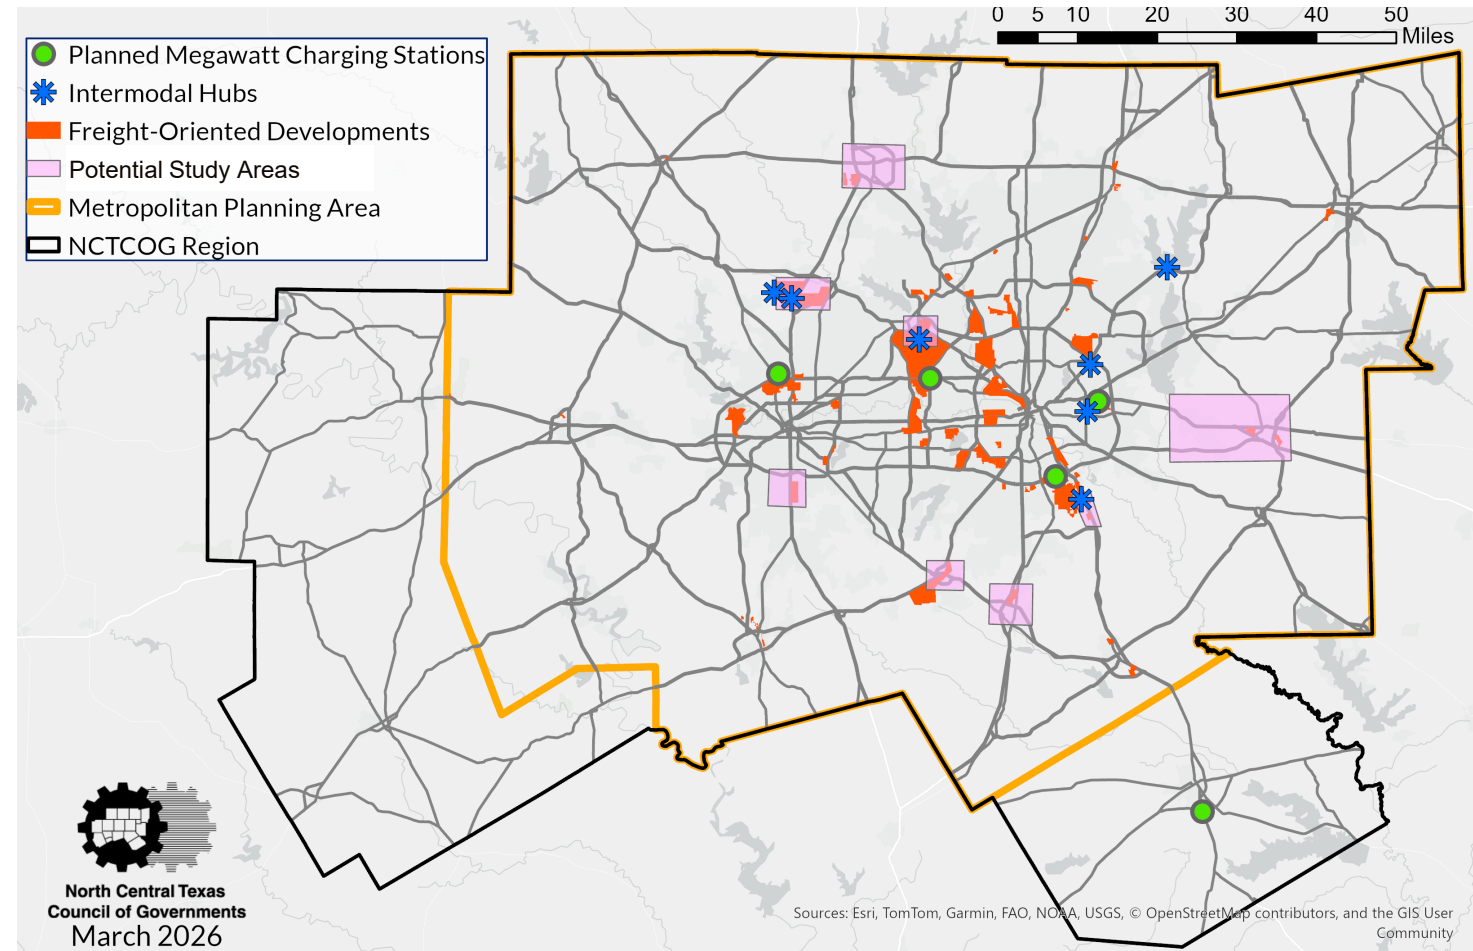 0 5 10 20 30 40 50
Miles
Planned Megawatt Charging Stations
Intermodal Hubs
Freight-Oriented Developments
Potential Study Areas
Metropolitan Planning Area
NCTCOG Region
North Central Texas
Council of Governments
March 2026
Sources: Esri, TomTom, Garmin, FAO, NOAA, USGS, © OpenStreetMap contributors, and the GIS User
Community